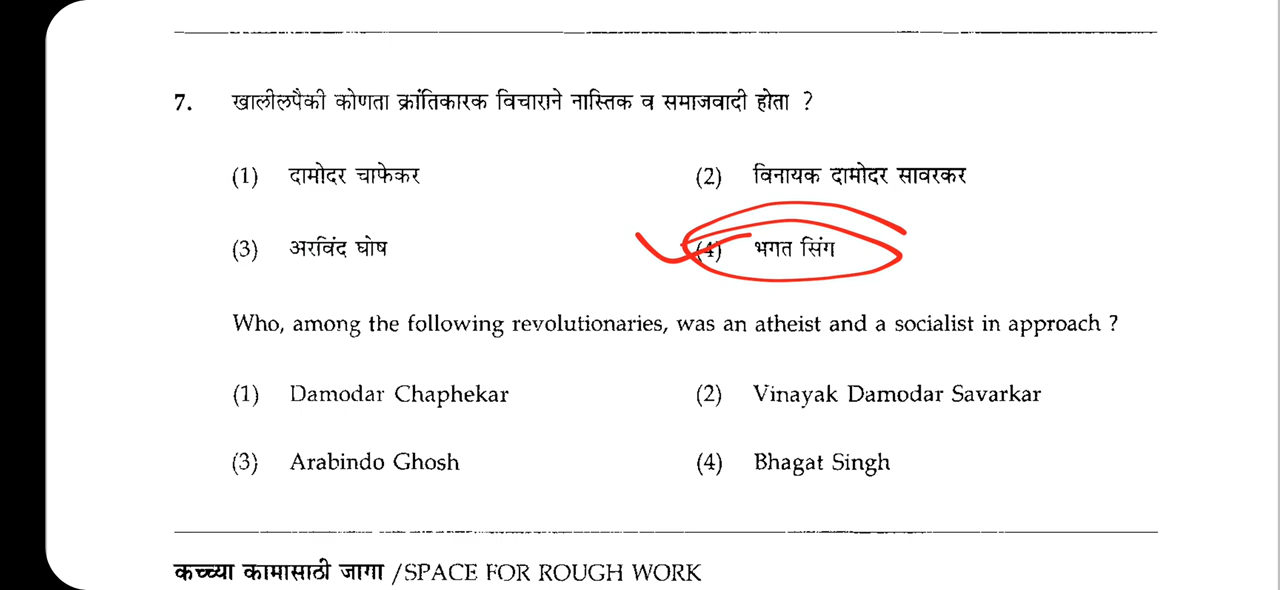 7. खालीलपैकी कोणता क्रांतिकारक विचाराने नास्तिक व समाजवादी होता ?
(1) दामोदर चाफेकर (2) विनायक दामोदर सावरकर
(3) अरविंद घोष (4) भगत सिंग
Who, among the following revolutionaries, was an atheist and a socialist in approach ?
(1) Damodar Chaphekar (2) Vinayak Damodar Savarkar
(3) Arabindo Ghosh (4) Bhagat Singh
कच्च्या कामासाठी जागा /SPACE FOR ROUGH WORK